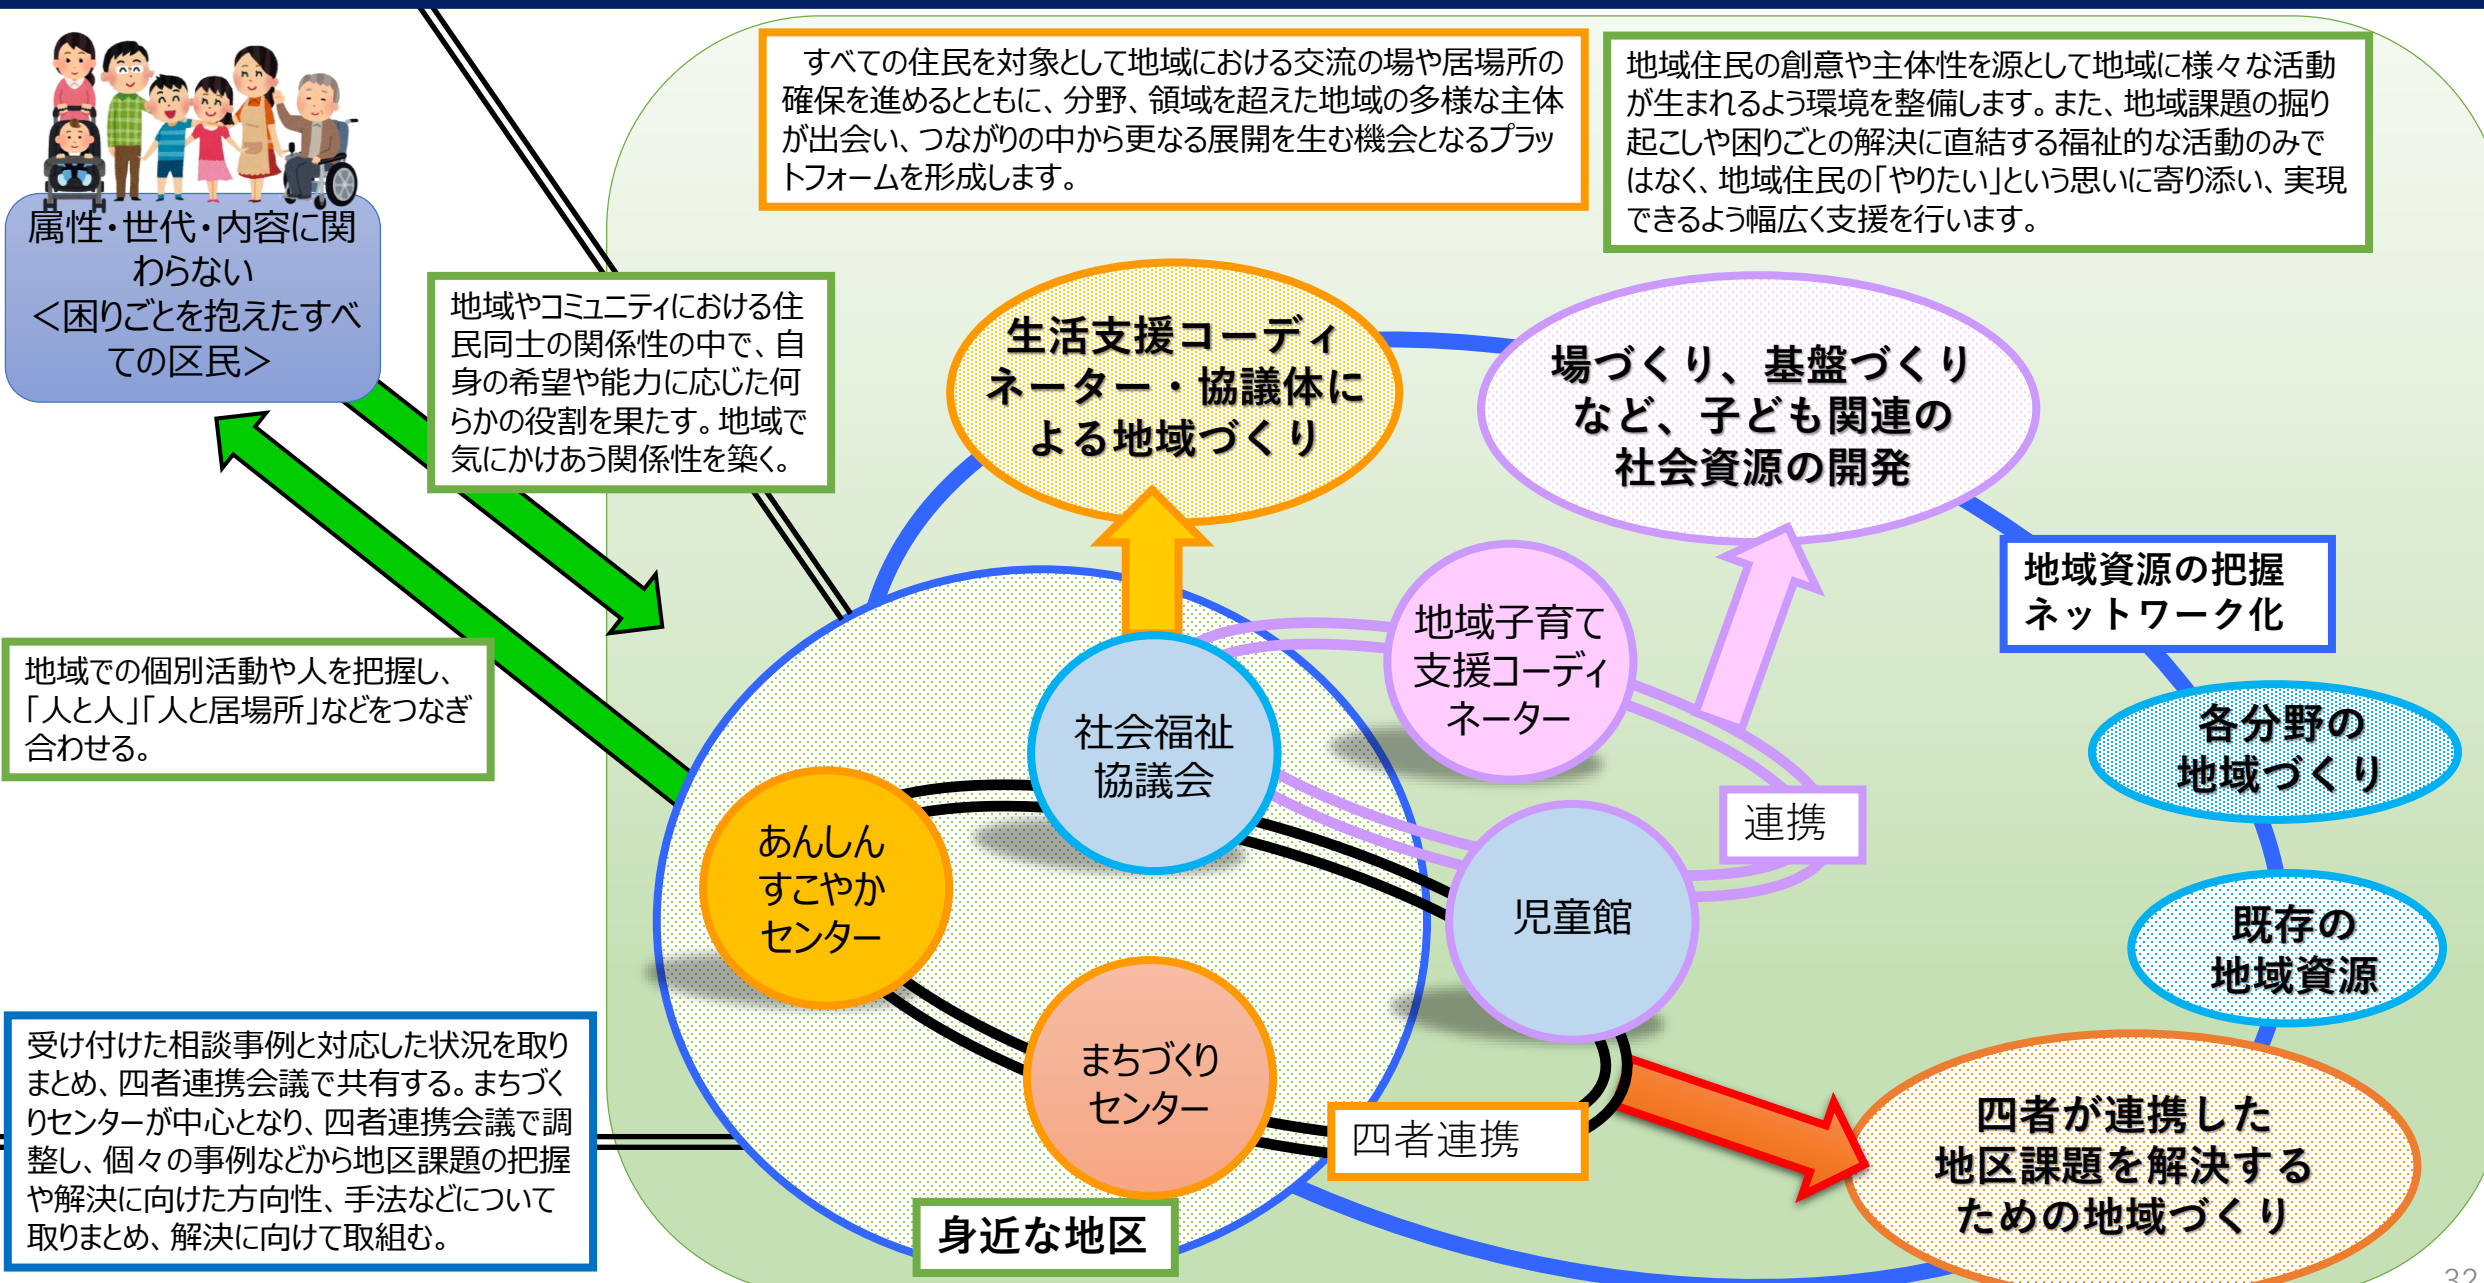 すべての住民を対象として地域における交流の場や居場所の
確保を進めるとともに、分野、領域を超えた地域の多様な主体
が出会い、つながりの中から更なる展開を生む機会となるプラッ
トフォームを形成します。
地域住民の創意や主体性を源として地域に様々な活動
が生まれるよう環境を整備します。また、地域課題の掘り
起こしや困りごとの解決に直結する福祉的な活動のみで
はなく、地域住民の「やりたい」という思いに寄り添い、実現
できるよう幅広く支援を行います。
属性・世代・内容に関
わらない
＜困りごとを抱えたすべ
ての区民＞
地域やコミュニティにおける住
民同士の関係性の中で、自
身の希望や能力に応じた何
らかの役割を果たす。地域で
気にかけあう関係性を築く。
生活支援コーディ
ネーター・協議体に
よる地域づくり
場づくり、基盤づくり
など、子ども関連の
社会資源の開発
地域資源の把握
ネットワーク化
地域子育て
支援コーディ
ネーター
地域での個別活動や人を把握し、
「人と人」「人と居場所」などをつなぎ
合わせる。
社会福祉
協議会
各分野の
地域づくり
連携
あんしん
すこやか
センター
児童館
既存の
地域資源
受け付けた相談事例と対応した状況を取り
まとめ、四者連携会議で共有する。まちづく
りセンターが中心となり、四者連携会議で調
整し、個々の事例などから地区課題の把握
や解決に向けた方向性、手法などについて
取りまとめ、解決に向けて取組む。
まちづくり
センター
四者連携
四者が連携した
地区課題を解決する
ための地域づくり
身近な地区
32